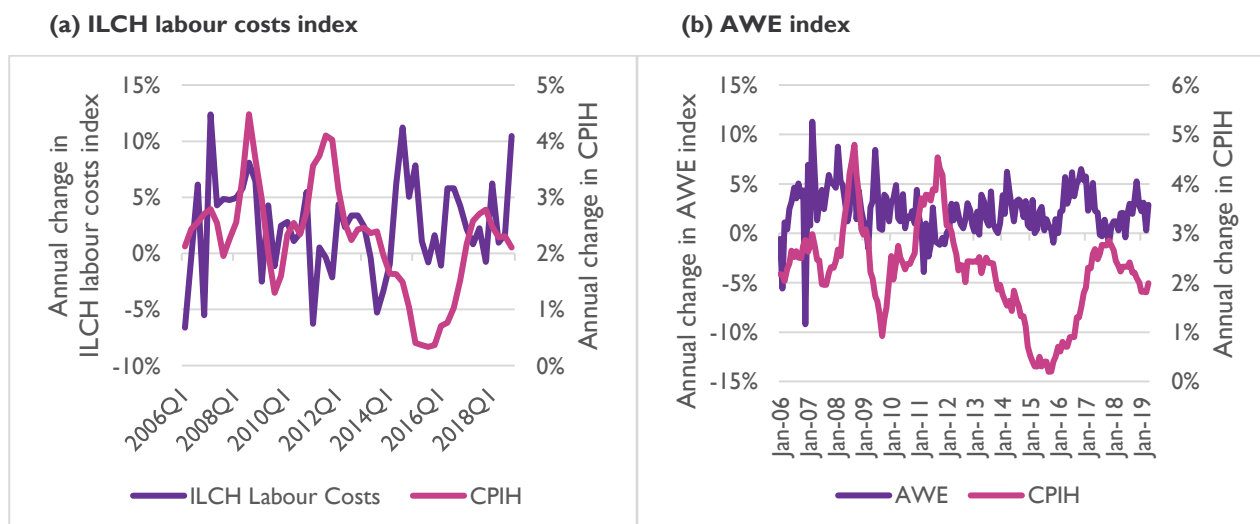 (a) ILCH labour costs index
15%
10%
5%
0%
-5%
-10%
Annual change in
ILCH labour costs index
5%
4%
3%
2%
1%
0%
Annual change in CPIH
2006Q1
2008Q1
2010Q1
2012Q1
2014Q1
2016Q1
2018Q1
ILCH Labour Costs
CPIH
(b) AWE index
15%
10%
5%
0%
-5%
-10%
-15%
Annual change in AWE index
6%
5%
4%
3%
2%
1%
0%
Annual change in CPIH
Jan-06
Jan-07
Jan-08
Jan-09
Jan-10
Jan-11
Jan-12
Jan-13
Jan-14
Jan-15
Jan-16
Jan-17
Jan-18
Jan-19
AWE
CPIH